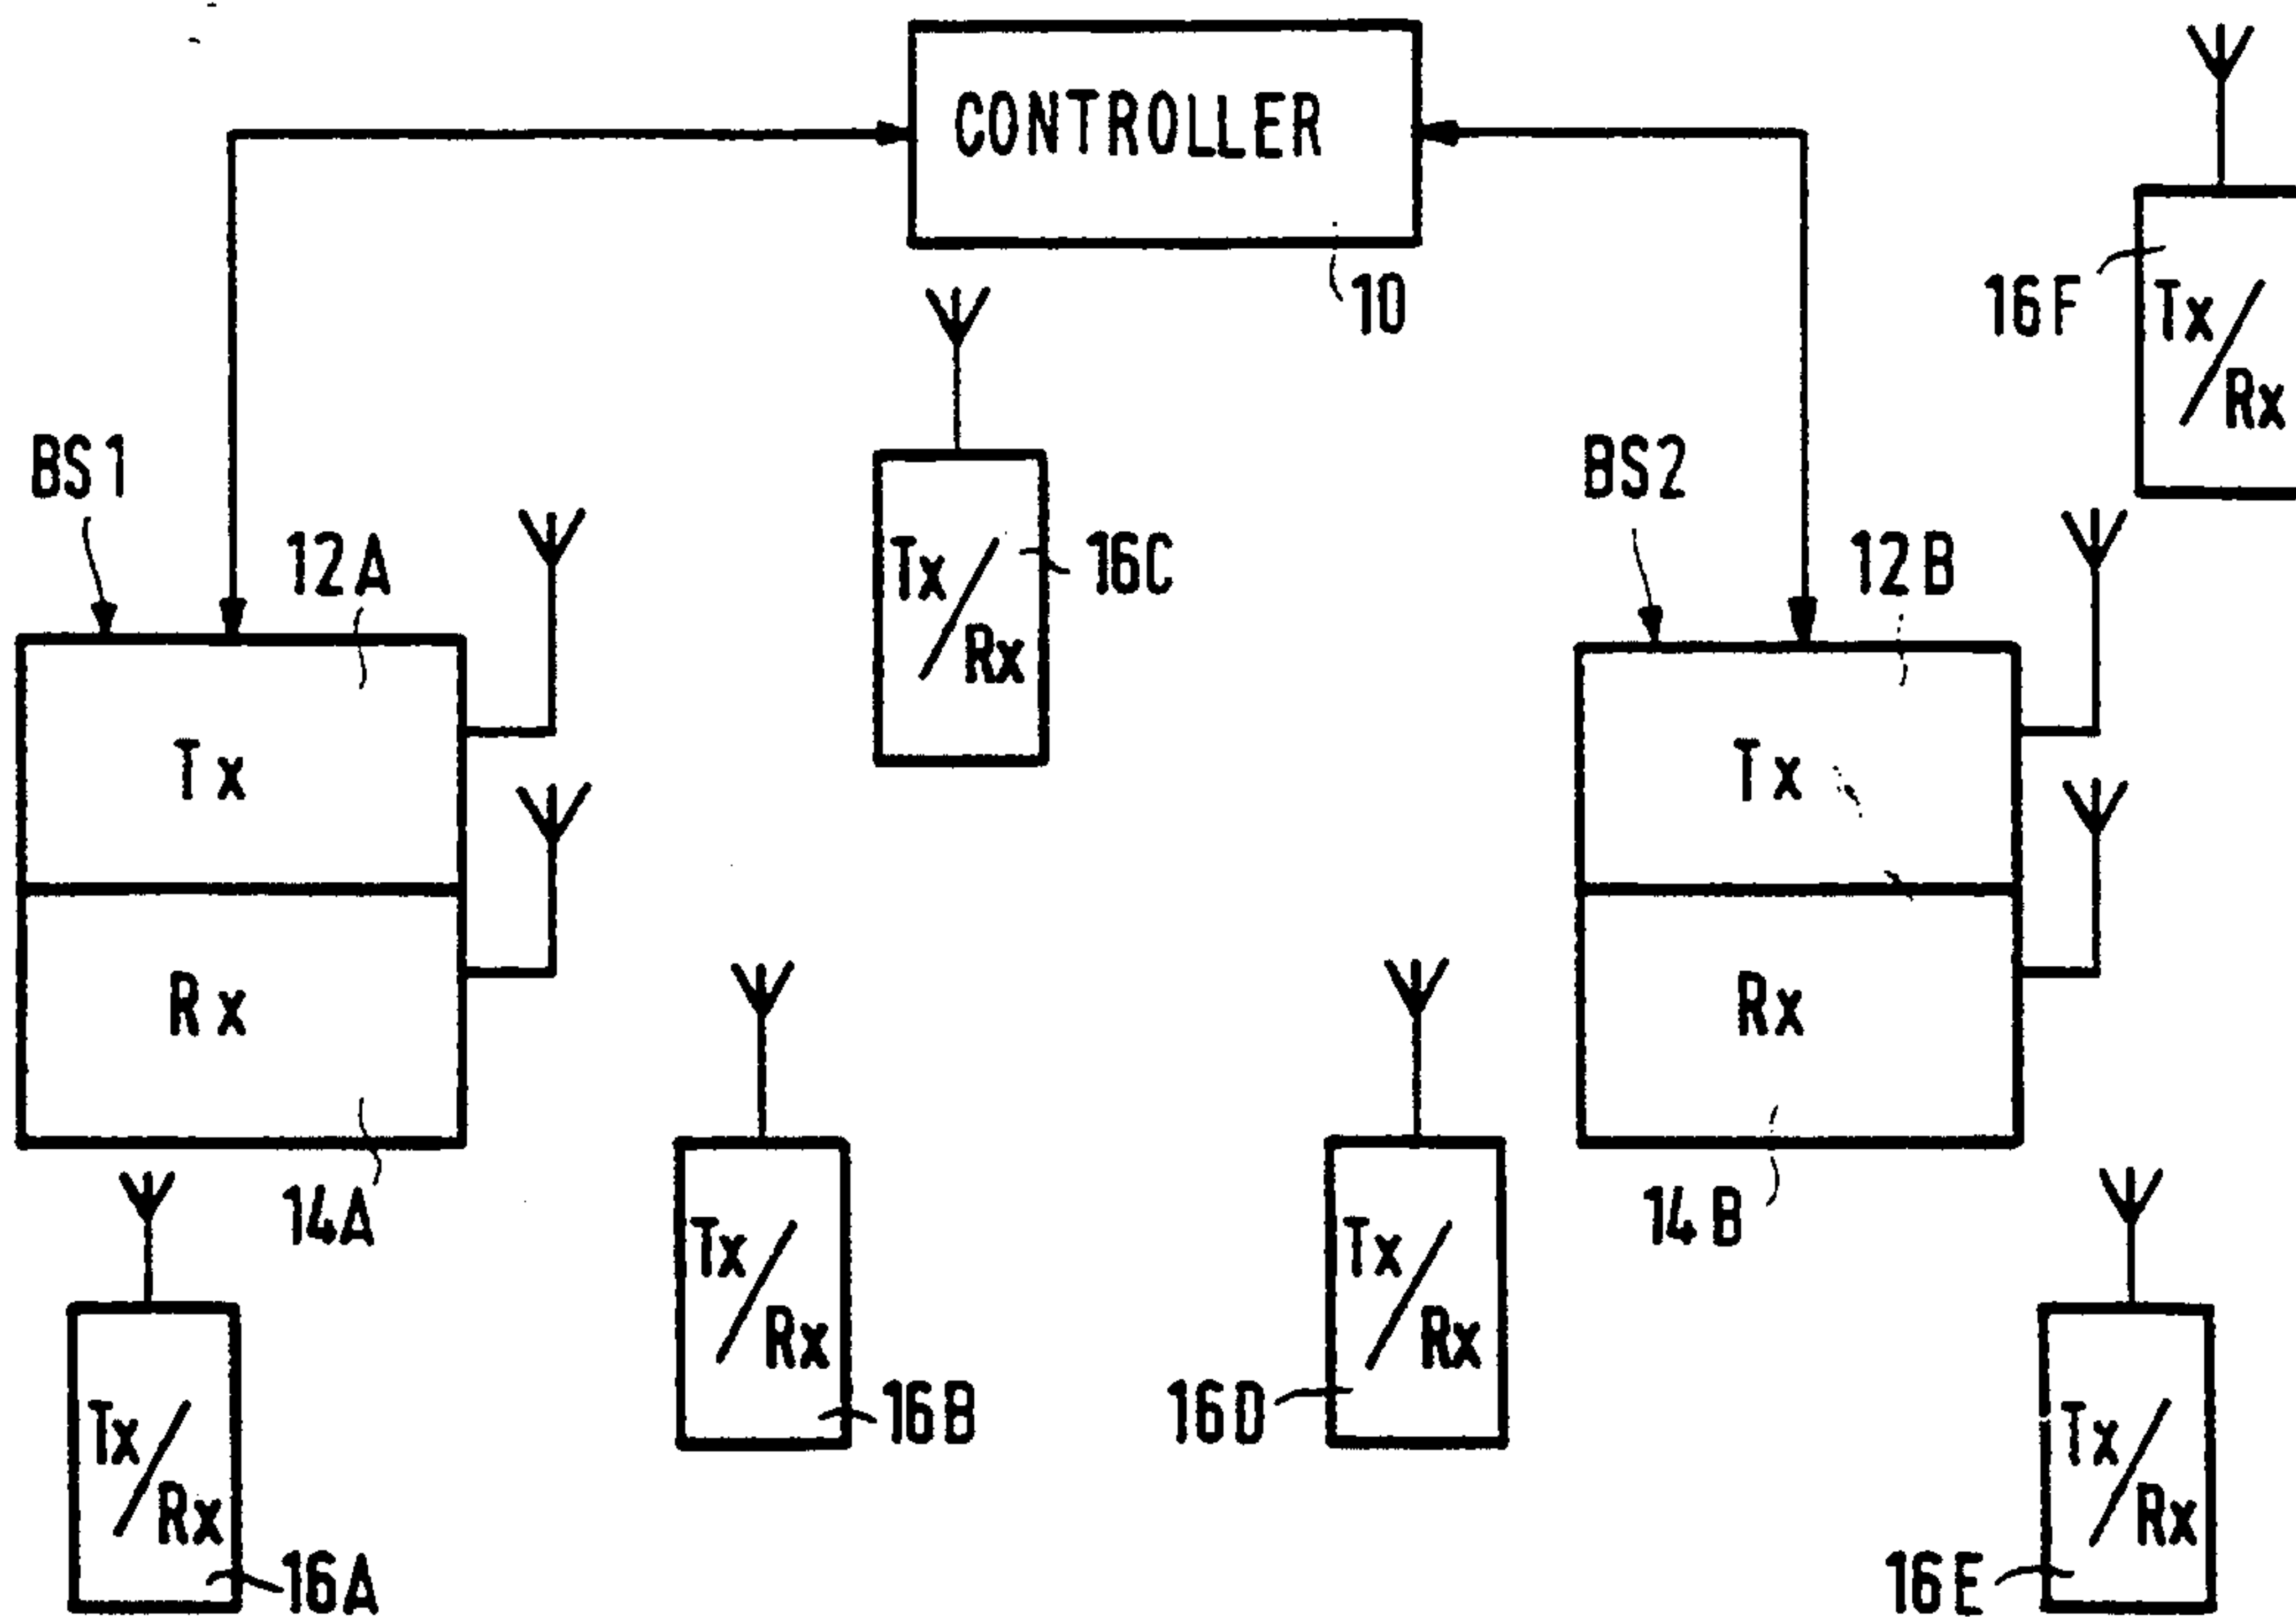 CONTROLLER
10
16F
Tx/Rx
BS1
12A
16C
Tx/Rx
BS2
12B
Tx
Rx
14A
Tx
Rx
14B
Tx/Rx
16A
Tx/Rx
16B
Tx/Rx
16D
Tx/Rx
16E